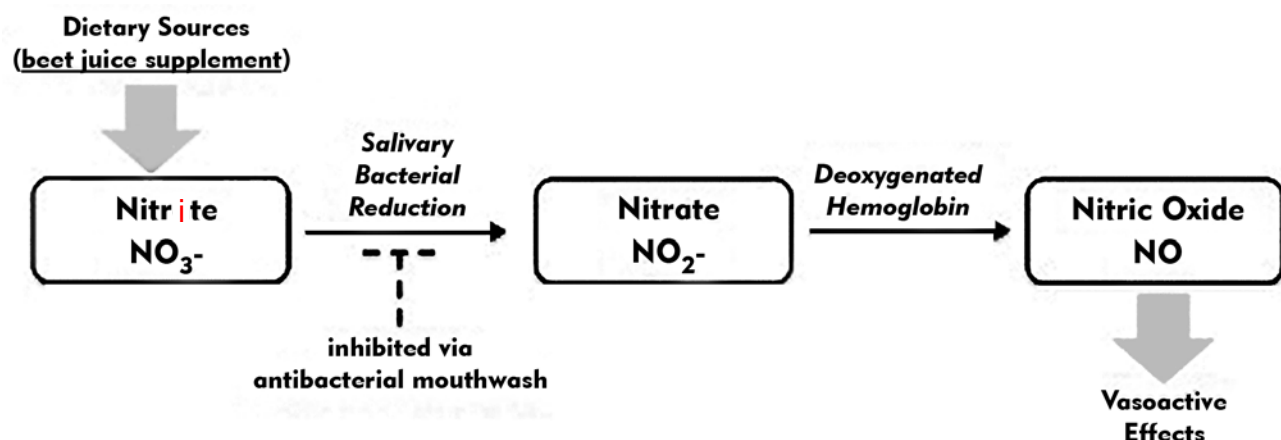 Dietary Sources
(beet juice supplement)
Salivary
Bacterial
Reduction
Deoxygenated
Hemoglobin
Nitrite
NO₃-
Nitrate
NO₂-
Nitric Oxide
NO
inhibited via
antibacterial mouthwash
Vasoactive
Effects